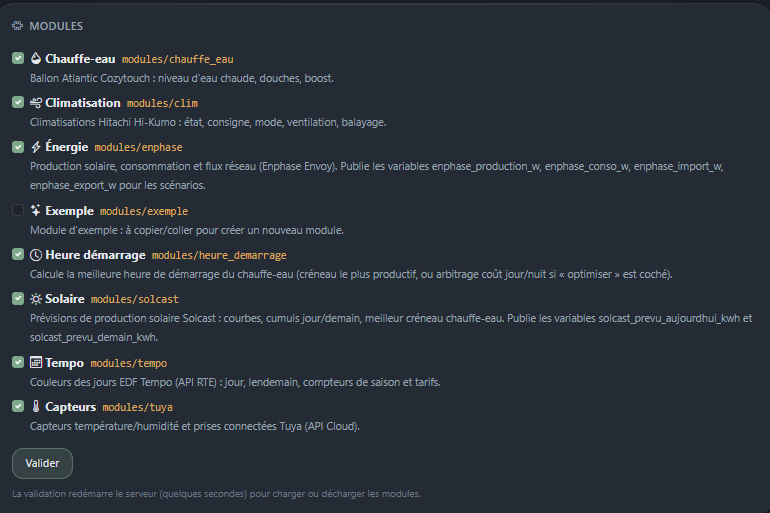 MODULES
Chauffe-eau modules/chauffe_eau
Ballon Atlantic Cozytouch : niveau d'eau chaude, douches, boost.
Climatisation modules/clim
Climatisations Hitachi Hi-Kumo : état, consigne, mode, ventilation, balayage.
Énergie modules/enphase
Production solaire, consommation et flux réseau (Enphase Envoy). Publie les variables enphase_production_w, enphase_conso_w, enphase_import_w,
enphase_export_w pour les scénarios.
Exemple modules/exemple
Module d'exemple : à copier/coller pour créer un nouveau module.
Heure démarrage modules/heure_demarrage
Calcule la meilleure heure de démarrage du chauffe-eau (créneau le plus productif, ou arbitrage coût jour/nuit si « optimiser » est coché).
Solaire modules/solcast
Prévisions de production solaire Solcast : courbes, cumuls jour/demain, meilleur créneau chauffe-eau. Publie les variables solcast_prevu_aujourdhui_kwh et
solcast_prevu_demain_kwh.
Tempo modules/tempo
Couleurs des jours EDF Tempo (API RTE) : jour, lendemain, compteurs de saison et tarifs.
Capteurs modules/tuya
Capteurs température/humidité et prises connectées Tuya (API Cloud).
Valider
La validation redémarre le serveur (quelques secondes) pour charger ou décharger les modules.